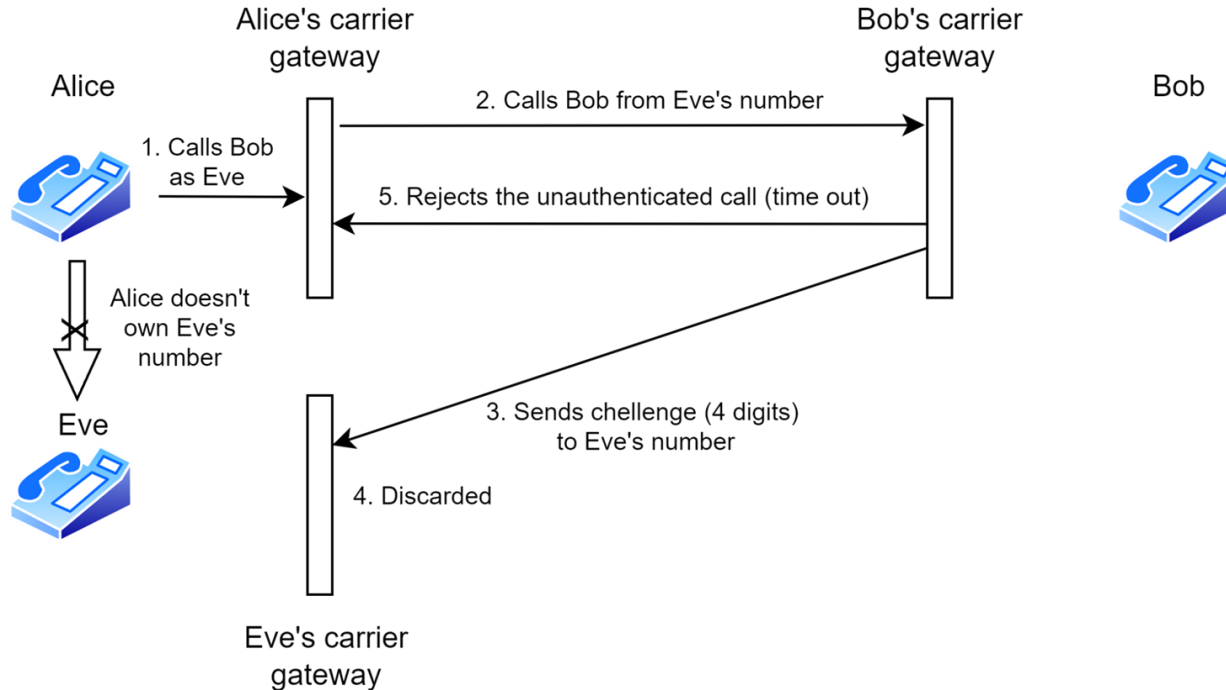 Alice's carrier
gateway
Bob's carrier
gateway
Alice
Bob
2. Calls Bob from Eve's number
1. Calls Bob
as Eve
5. Rejects the unauthenticated call (time out)
Alice doesn't
own Eve's
number
Eve
3. Sends chellenge (4 digits)
to Eve's number
4. Discarded
Eve's carrier
gateway